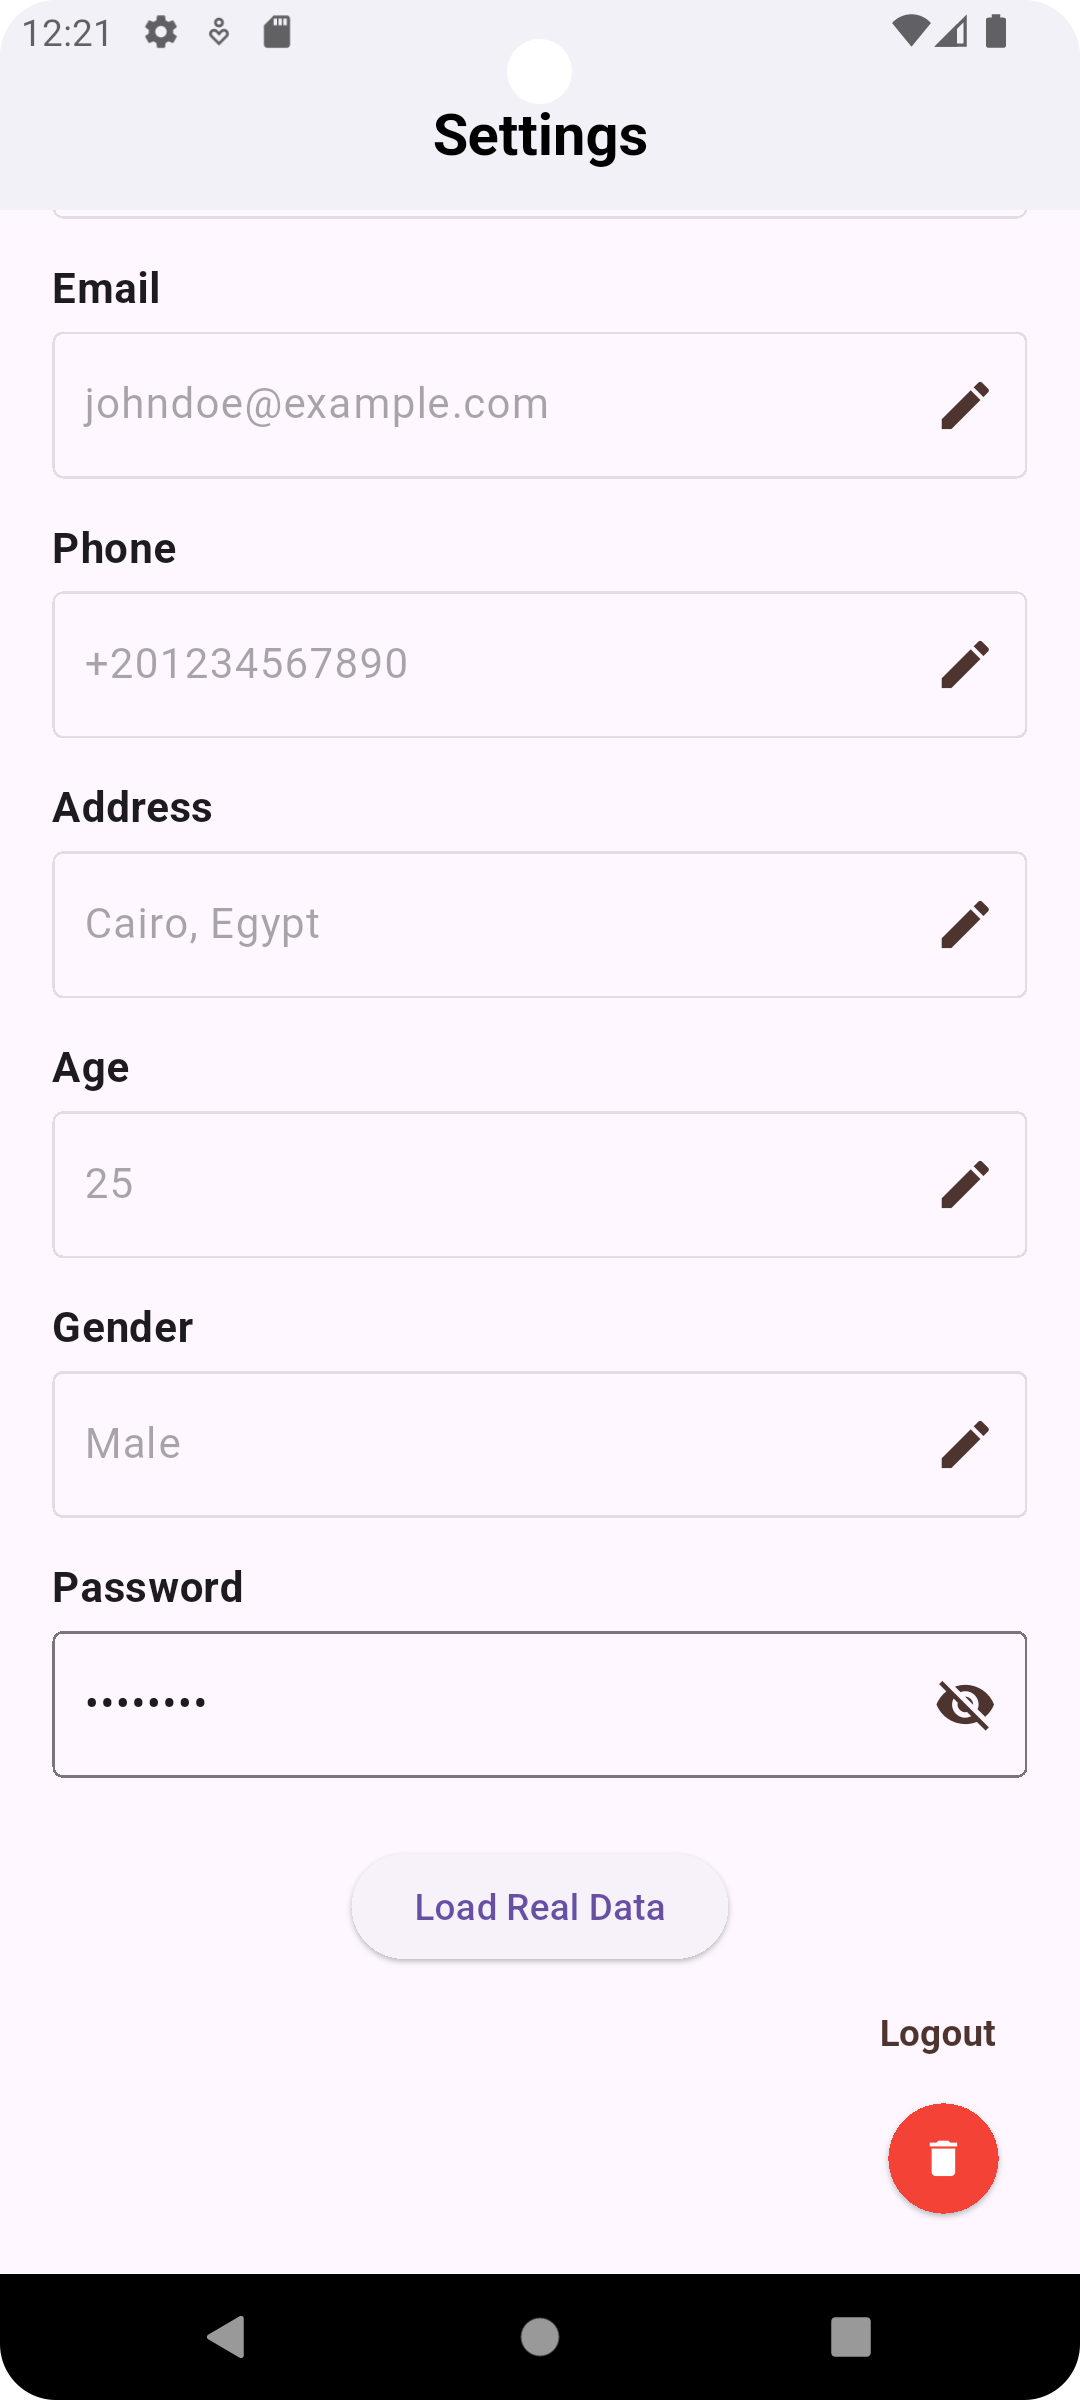 12:21
Settings
Email
johndoe@example.com
Phone
+201234567890
Address
Cairo, Egypt
Age
25
Gender
Male
Password
••••••••
Load Real Data
Logout